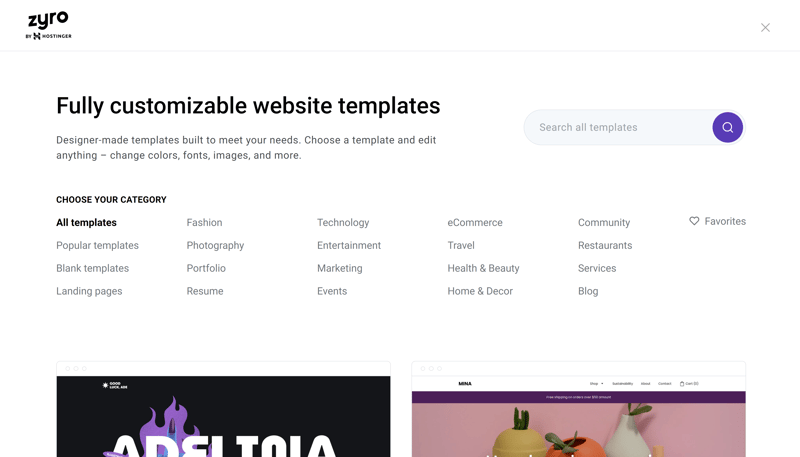 zyro
BY HOSTINGER
Fully customizable website templates
Designer-made templates built to meet your needs. Choose a template and edit
anything – change colors, fonts, images, and more.
Search all templates
CHOOSE YOUR CATEGORY
All templates
Popular templates
Blank templates
Landing pages
Fashion
Photography
Portfolio
Resume
Technology
Entertainment
Marketing
Events
eCommerce
Travel
Health & Beauty
Home & Decor
Community
Restaurants
Services
Blog
Favorites
GOOD
LUCK, ADE
ADELINIA
MINA
Shop
Sustainability
About
Contact
Cart (0)
Free shipping on orders over $50 amount